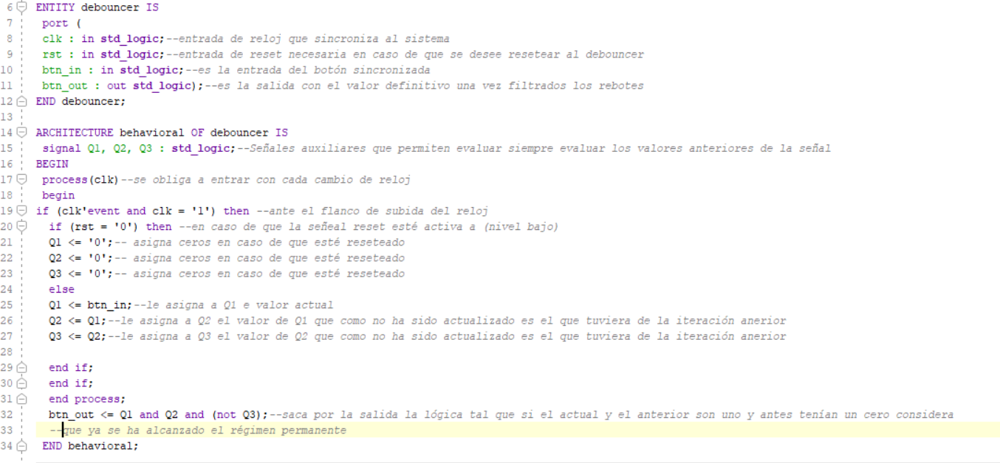 6 ENTITY debouncer IS
7 port (
8 clk : in std_logic;--entrada de reloj que sincroniza al sistema
9 rst : in std_logic;--entrada de reset necesaria en caso de que se desee resetear al debouncer
10 btn_in : in std_logic;--es la entrada del botón sincronizada
11 btn_out : out std_logic);--es la salida con el valor definitivo una vez filtrados los rebotes
12 END debouncer;
13
14 ARCHITECTURE behavioral OF debouncer IS
15 signal Q1, Q2, Q3 : std_logic;--Señales auxiliares que permiten evaluar siempre evaluar los valores anteriores de la señal
16 BEGIN
17 process(clk)--se obliga a entrar con cada cambio de reloj
18 begin
19 if (clk'event and clk = '1') then --ante el flanco de subida del reloj
20 if (rst = '0') then --en caso de que la señeal reset esté activa a (nivel bajo)
21 Q1 <= '0';-- asigna ceros en caso de que esté reseteado
22 Q2 <= '0';-- asigna ceros en caso de que esté reseteado
23 Q3 <= '0';-- asigna ceros en caso de que esté reseteado
24 else
25 Q1 <= btn_in;--le asigna a Q1 e valor actual
26 Q2 <= Q1;--le asigna a Q2 el valor de Q1 que como no ha sido actualizado es el que tuviera de la iteración anerior
27 Q3 <= Q2;--le asigna a Q3 el valor de Q2 que como no ha sido actualizado es el que tuviera de la iteración anerior
28
29 end if;
30 end if;
31 end process;
32 btn_out <= Q1 and Q2 and (not Q3);--saca por la salida la lógica tal que si el actual y el anterior son uno y antes tenían un cero considera
33 --que ya se ha alcanzado el régimen permanente
34 END behavioral;